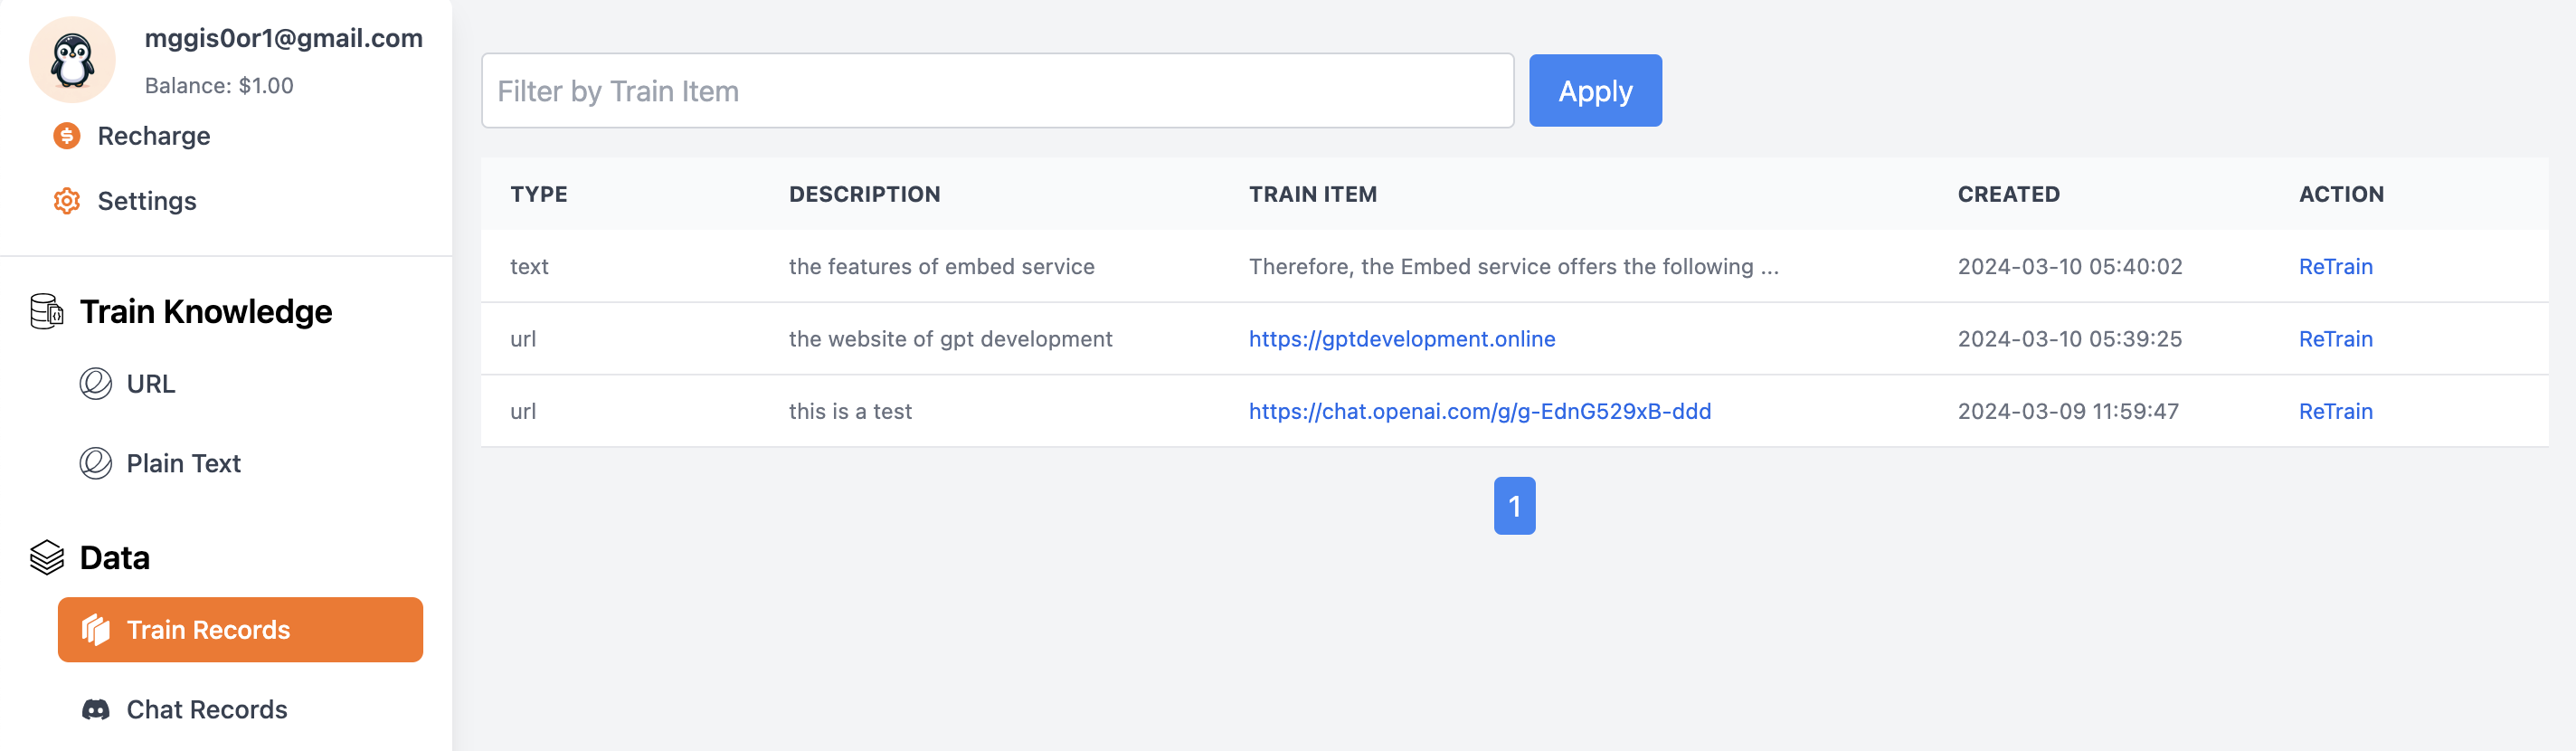 mggis0or1@gmail.com
Balance: $1.00
Recharge
Settings
Train Knowledge
URL
Plain Text
Data
Train Records
Chat Records
Filter by Train Item
Apply
TYPE DESCRIPTION TRAIN ITEM CREATED ACTION
text the features of embed service Therefore, the Embed service offers the following ... 2024-03-10 05:40:02 ReTrain
url the website of gpt development https://gptdevelopment.online 2024-03-10 05:39:25 ReTrain
url this is a test https://chat.openai.com/g/g-EdnG529xB-ddd 2024-03-09 11:59:47 ReTrain
1